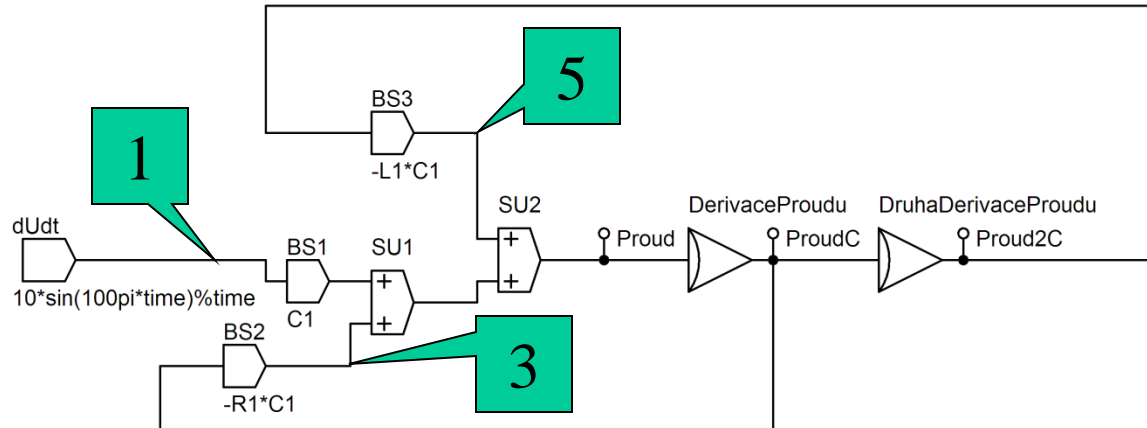 5
BS3
-L1*C1
1
dUdt
10*sin(100pi*time)%time
BS1
C1
SU1
+
+
SU2
+
+
Proud
DerivaceProudu
ProudC
DruhaDerivaceProudu
Proud2C
BS2
-R1*C1
3